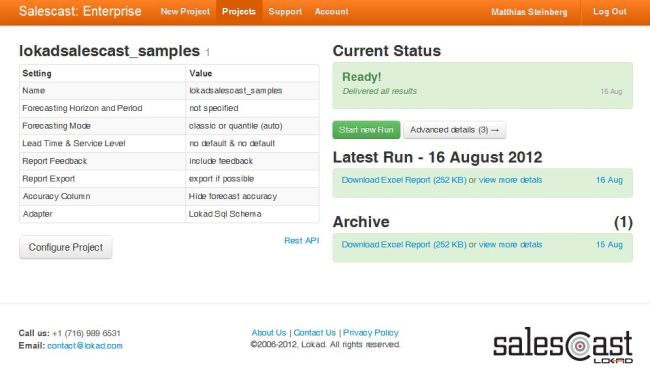 Salescast: Enterprise New Project Projects Support Account Matthias Steinberg Log Out
lokadsalescast_samples 1
Setting Value
Name lokadsalescast_samples
Forecasting Horizon and Period not specified
Forecasting Mode classic or quantile (auto)
Lead Time & Service Level no default & no default
Report Feedback include feedback
Report Export export if possible
Accuracy Column Hide forecast accuracy
Adapter Lokad Sql Schema
Configure Project Rest API
Current Status
Ready!
Delivered all results 16 Aug
Start new Run Advanced details (3) →
Latest Run - 16 August 2012
Download Excel Report (252 KB) or view more detals 16 Aug
Archive (1)
Download Excel Report (252 KB) or view more detals 15 Aug
Call us: +1 (716) 989 6531
Email: contact@lokad.com
About Us | Contact Us | Privacy Policy
©2006-2012, Lokad. All rights reserved.
salesCast
LOKAD